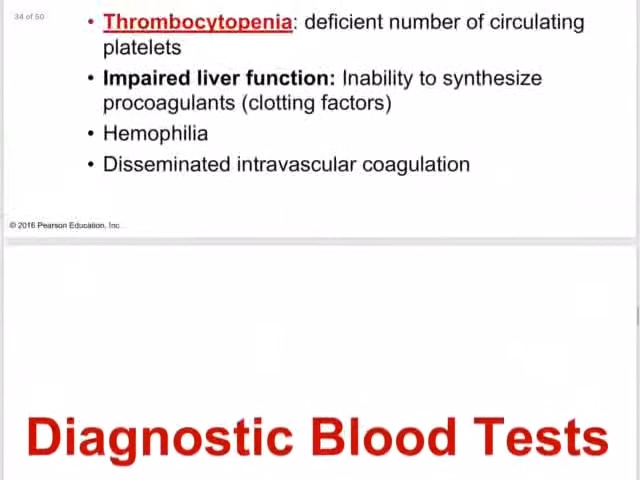 34 of 50
• Thrombocytopenia: deficient number of circulating
platelets
• Impaired liver function: Inability to synthesize
procoagulants (clotting factors)
• Hemophilia
• Disseminated intravascular coagulation
© 2016 Pearson Education, Inc.
Diagnostic Blood Tests